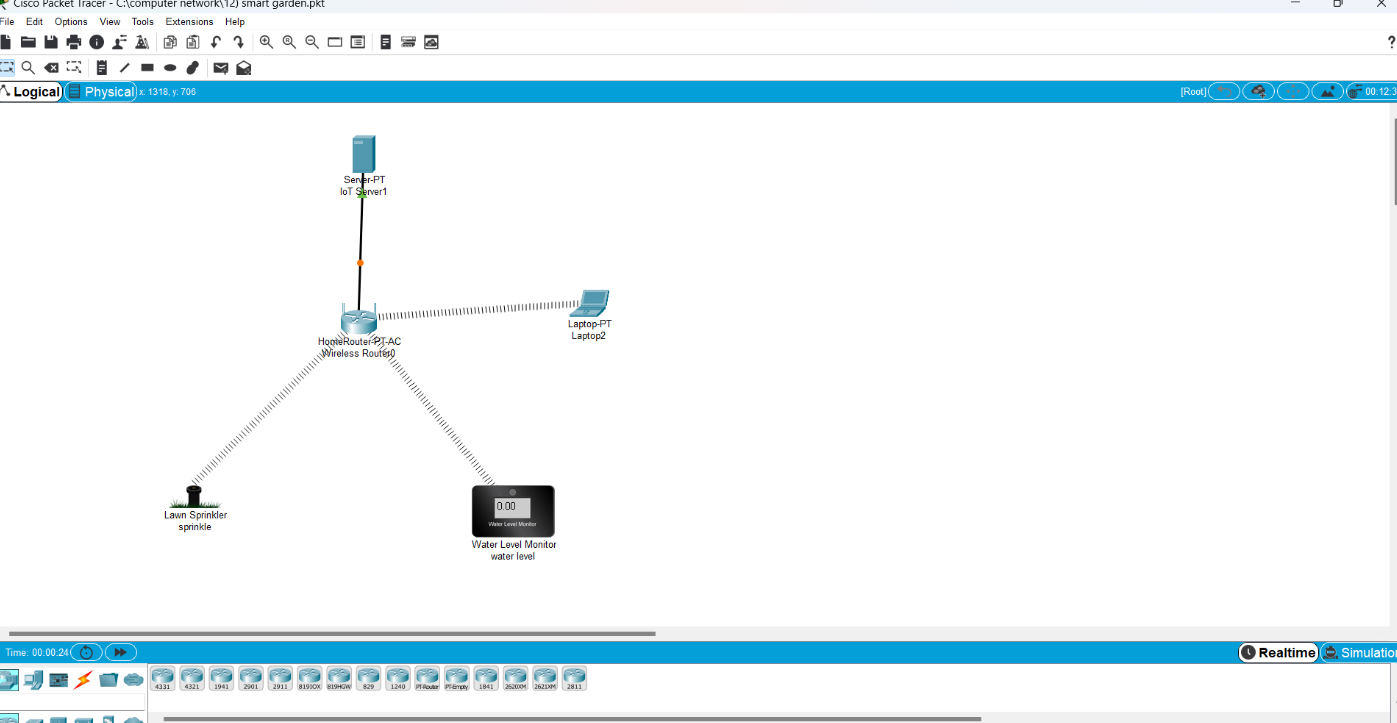 Cisco Packet Tracer - C:\computer network\12) smart garden.pkt
File Edit Options View Tools Extensions Help
?
Logical Physical x: 1318, y: 706 [Root] 00:12:3
Server-PT
IoT Server1
Laptop-PT
Laptop2
HomeRouter-PT-AC
Wireless Router0
0.00
Water Level Monitor
Lawn Sprinkler
sprinkle
Water Level Monitor
water level
Time: 00:00:24 Realtime Simulation
4331 4321 1941 2901 2911 819IOX 819HGW 829 1240 PT-Router PT-Empty 1841 2620XM 2621XM 2811